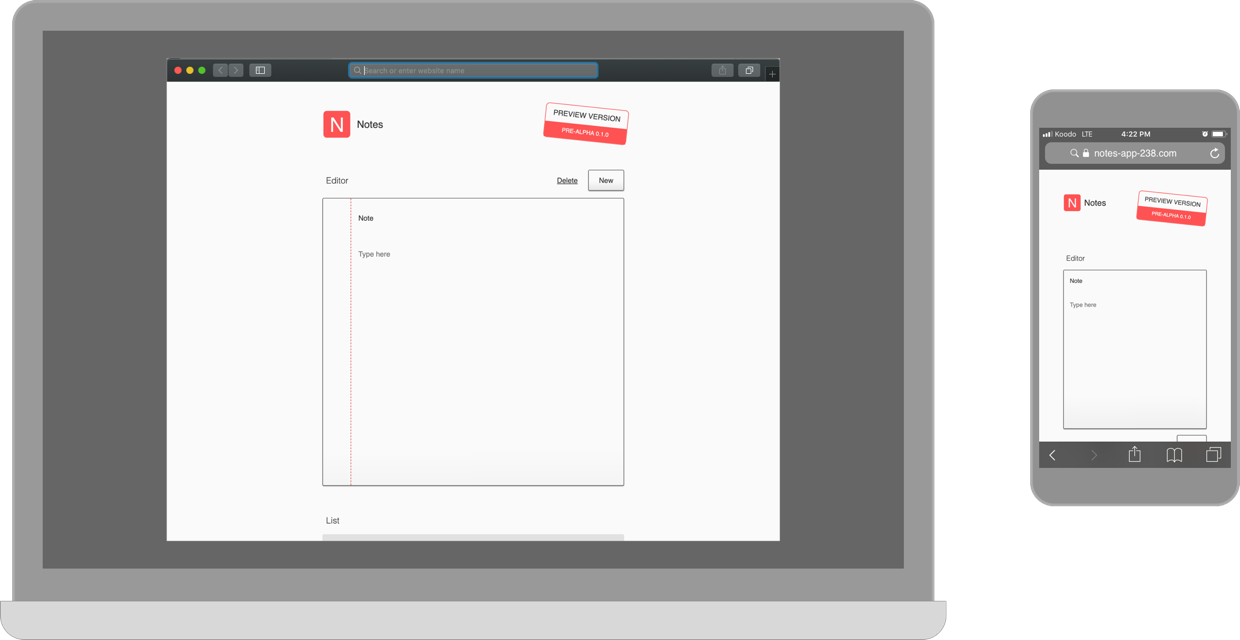 Search or enter website name
N Notes
PREVIEW VERSION
PRE-ALPHA 0.1.0
Editor
Delete
New
Note
Type here
List
Koodo LTE 4:22 PM
notes-app-238.com
N Notes
PREVIEW VERSION
PRE-ALPHA 0.1.0
Editor
Note
Type here